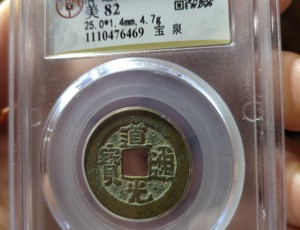 美 82
25.0*1.4mm, 4.7g
1110476469 宝 泉
道
寶 通
光